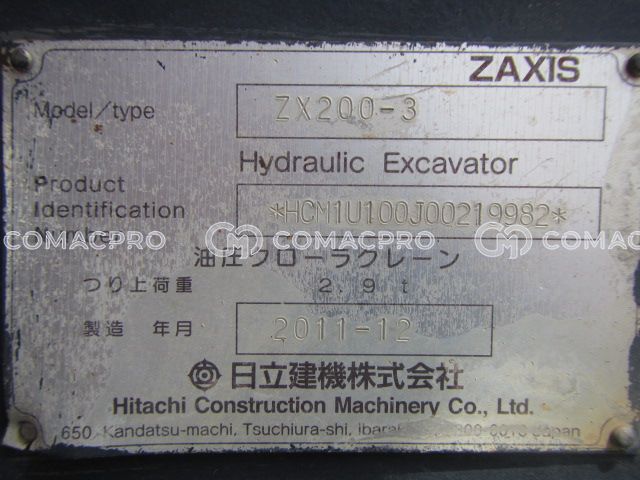 ZAXIS
Model/type ZX200-3
Hydraulic Excavator
Product
Identification *HCM1U100J00219982*
Number
COMACPRO COMACPRO COMACPRO
油圧クローラクレーン
つり上荷重 2.9t
製造 年月 2011-12
日立建機株式会社
Hitachi Construction Machinery Co., Ltd.
650 Kandatsu-machi, Tsuchiura-shi, Japan